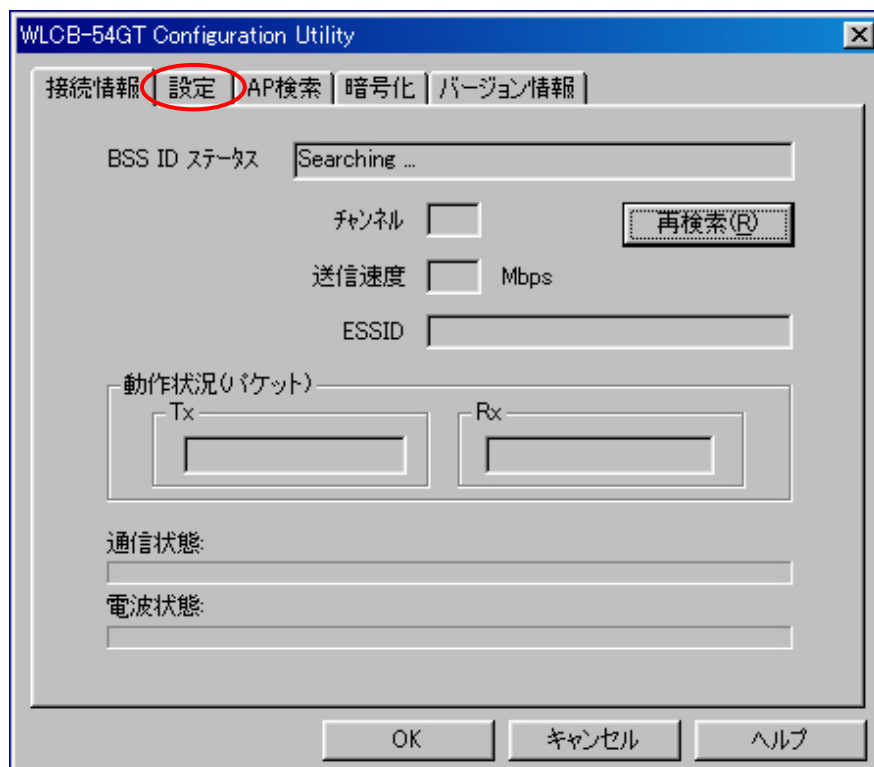 WLCB-54GT Configuration Utility
接続情報 設定 AP検索 暗号化 バージョン情報
BSS ID ステータス Searching ...
チャンネル 再検索(R)
送信速度 Mbps
ESSID
動作状況(パケット)
Tx Rx
通信状態:
電波状態:
OK キャンセル ヘルプ